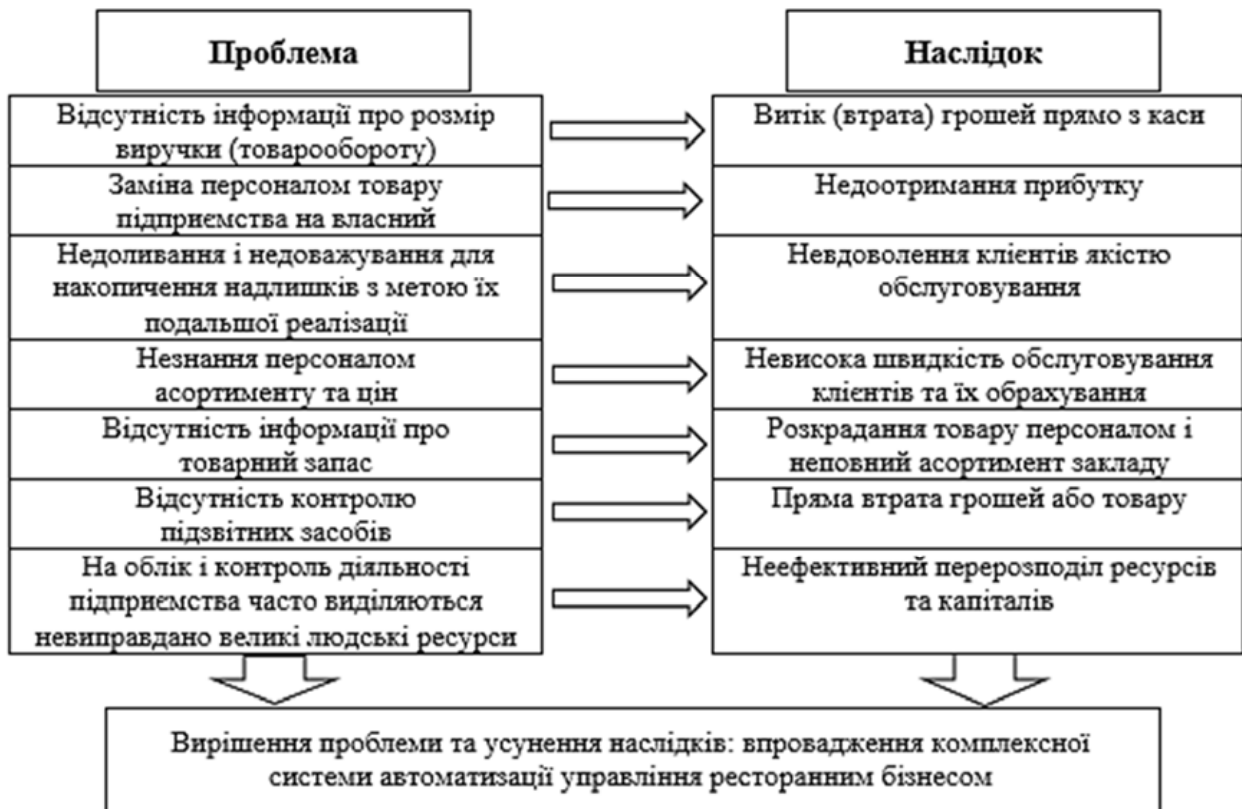 Проблема
Наслідок
Відсутність інформації про розмір
виручки (товарообороту)
Витік (втрата) грошей прямо з каси
Заміна персоналом товару
підприємства на власний
Недоотримання прибутку
Недоливання і недоважування для
накопичення надлишків з метою їх
подальшої реалізації
Невдоволення клієнтів якістю
обслуговування
Незнання персоналом
асортименту та цін
Невисока швидкість обслуговування
клієнтів та їх обрахування
Відсутність інформації про
товарний запас
Розкрадання товару персоналом і
неповний асортимент закладу
Відсутність контролю
підзвітних засобів
Пряма втрата грошей або товару
На облік і контроль діяльності
підприємства часто виділяються
невиправдано великі людські ресурси
Неефективний перерозподіл ресурсів
та капіталів
Вирішення проблеми та усунення наслідків: впровадження комплексної
системи автоматизації управління ресторанним бізнесом